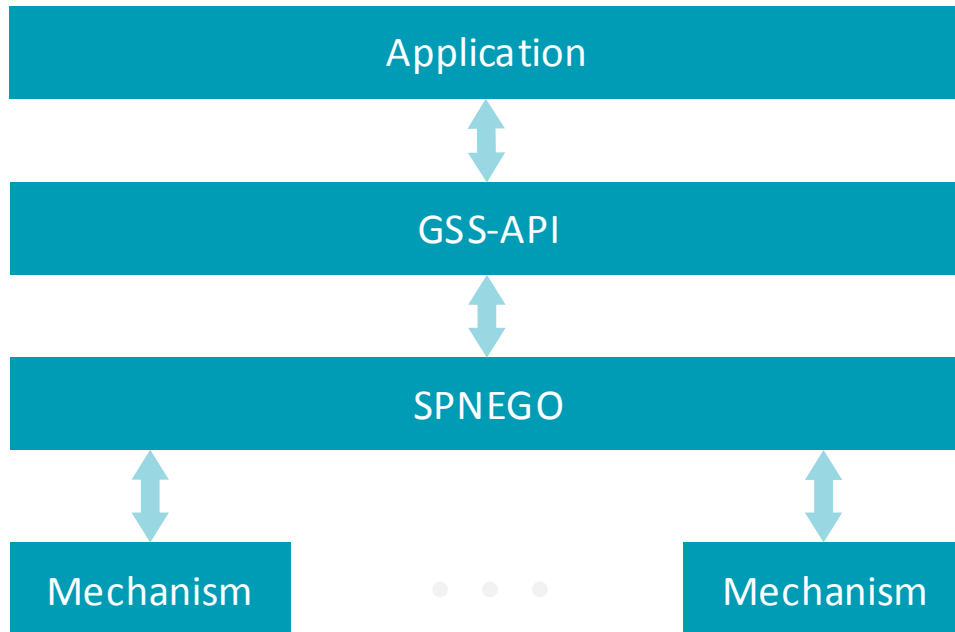 Application
GSS-API
SPNEGO
Mechanism
Mechanism